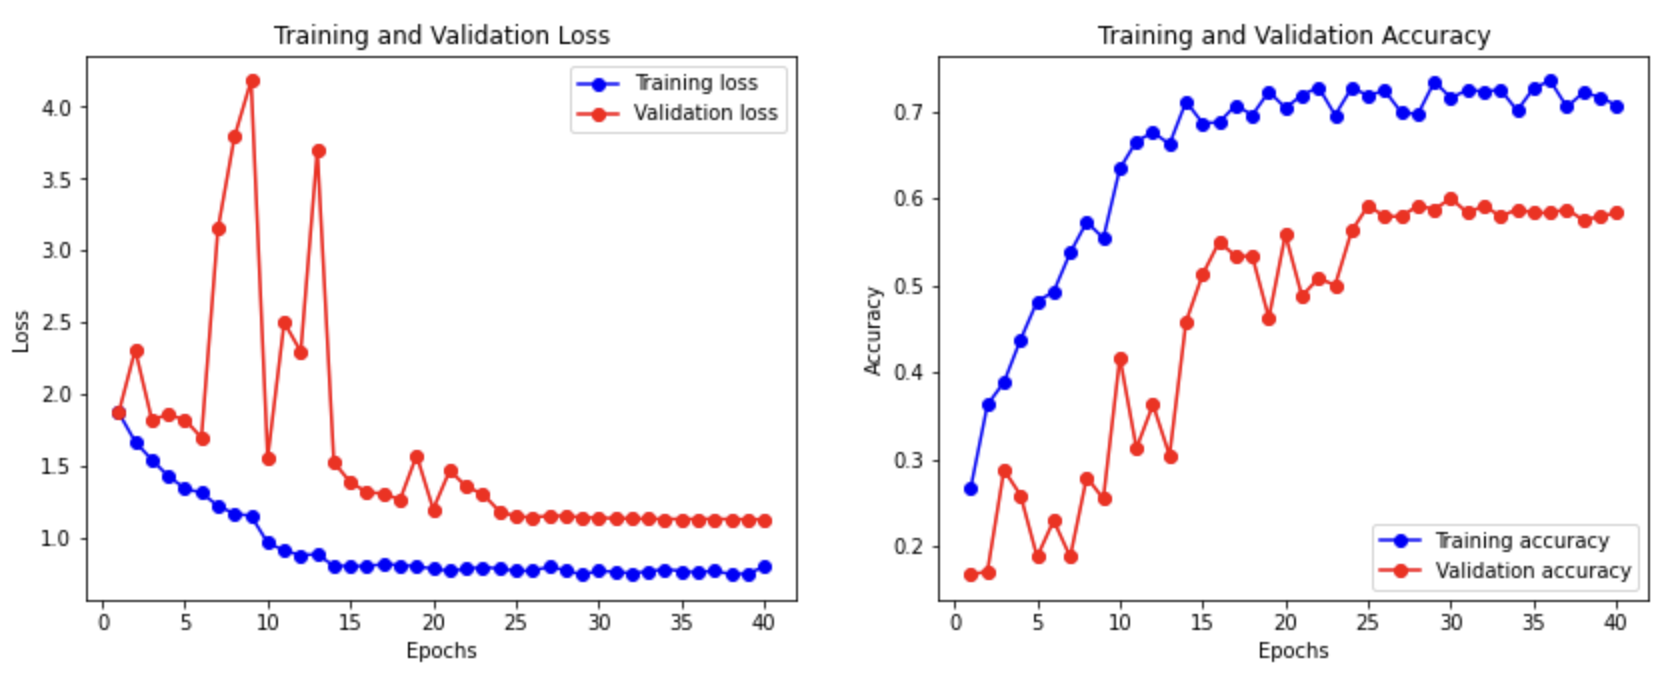 Training and Validation Loss
Training loss
Validation loss
4.0
3.5
3.0
2.5
2.0
1.5
1.0
Loss
0 5 10 15 20 25 30 35 40
Epochs
Training and Validation Accuracy
0.7
0.6
0.5
0.4
0.3
0.2
Accuracy
Training accuracy
Validation accuracy
0 5 10 15 20 25 30 35 40
Epochs